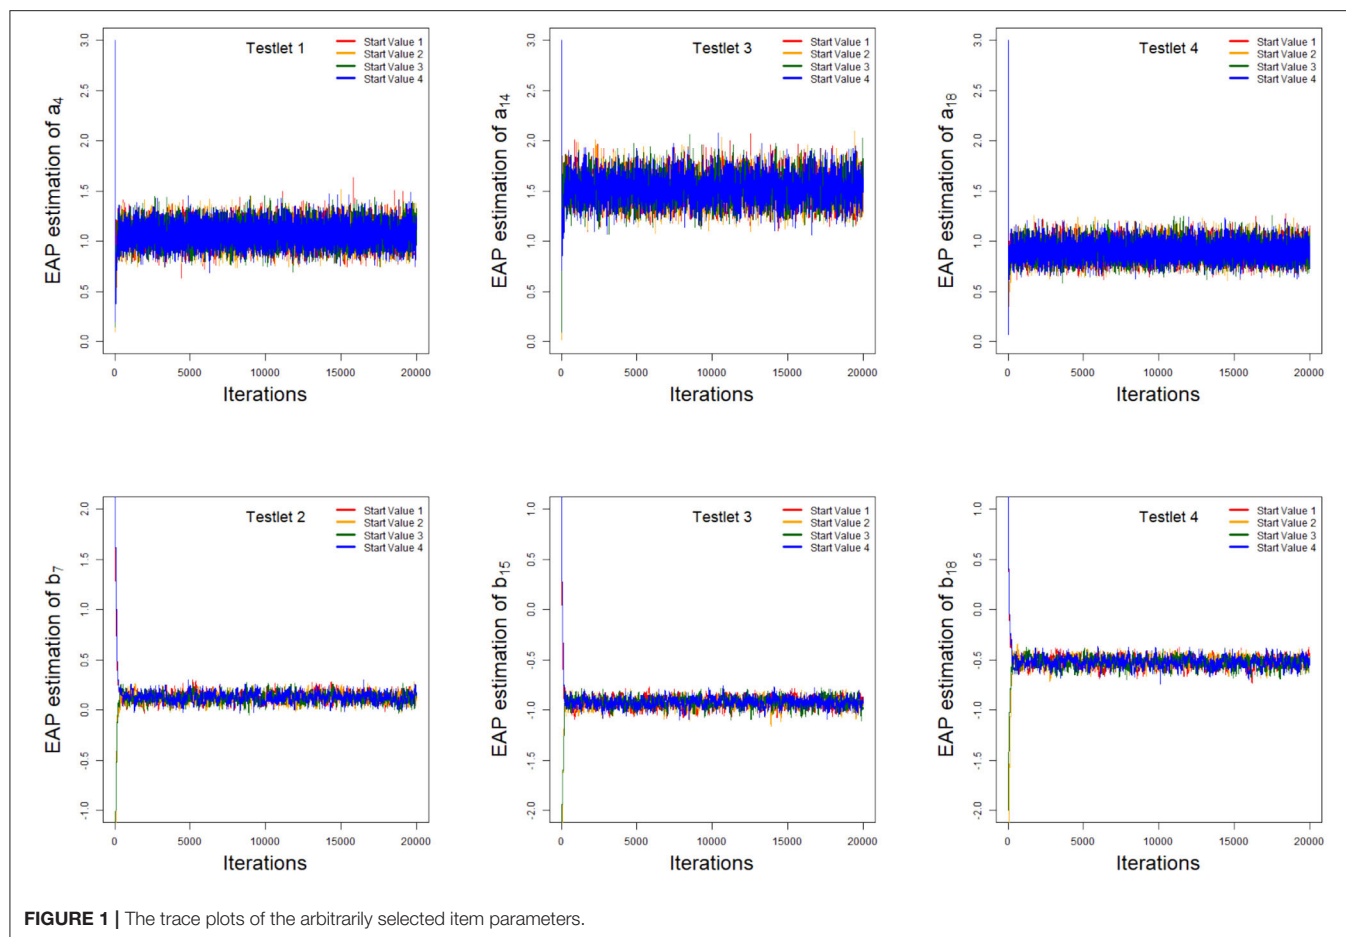 Testlet 1
Start Value 1
Start Value 2
Start Value 3
Start Value 4
EAP estimation of a4
3.0
2.5
2.0
1.5
1.0
0.5
0.0
0
5000
10000
15000
20000
Iterations
Testlet 3
Start Value 1
Start Value 2
Start Value 3
Start Value 4
EAP estimation of a14
3.0
2.5
2.0
1.5
1.0
0.5
0.0
0
5000
10000
15000
20000
Iterations
Testlet 4
Start Value 1
Start Value 2
Start Value 3
Start Value 4
EAP estimation of a18
3.0
2.5
2.0
1.5
1.0
0.5
0.0
0
5000
10000
15000
20000
Iterations
Testlet 2
Start Value 1
Start Value 2
Start Value 3
Start Value 4
EAP estimation of b7
2.0
1.5
1.0
0.5
0.0
-0.5
-1.0
0
5000
10000
15000
20000
Iterations
Testlet 3
Start Value 1
Start Value 2
Start Value 3
Start Value 4
EAP estimation of b15
1.0
0.5
0.0
-0.5
-1.0
-1.5
-2.0
0
5000
10000
15000
20000
Iterations
Testlet 4
Start Value 1
Start Value 2
Start Value 3
Start Value 4
EAP estimation of b18
1.0
0.5
0.0
-0.5
-1.0
-1.5
-2.0
0
5000
10000
15000
20000
Iterations
FIGURE 1 | The trace plots of the arbitrarily selected item parameters.